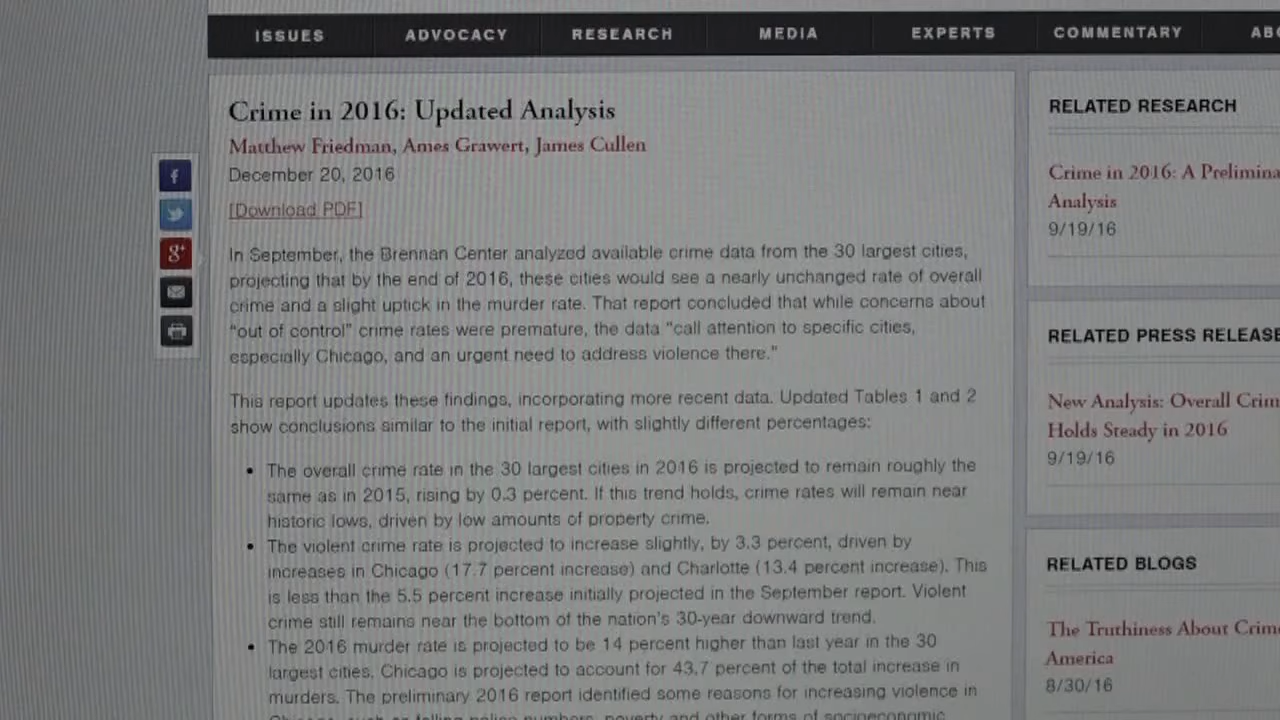 ISSUES ADVOCACY RESEARCH MEDIA EXPERTS COMMENTARY
Crime in 2016: Updated Analysis
Matthew Friedman, Ames Grawert, James Cullen
December 20, 2016
[Download PDF]
In September, the Brennan Center analyzed available crime data from the 30 largest cities,
projecting that by the end of 2016, these cities would see a nearly unchanged rate of overall
crime and a slight uptick in the murder rate. That report concluded that while concerns about
"out of control" crime rates were premature, the data "call attention to specific cities,
especially Chicago, and an urgent need to address violence there."
This report updates these findings, incorporating more recent data. Updated Tables 1 and 2
show conclusions similar to the initial report, with slightly different percentages:
• The overall crime rate in the 30 largest cities in 2016 is projected to remain roughly the
same as in 2015, rising by 0.3 percent. If this trend holds, crime rates will remain near
historic lows, driven by low amounts of property crime.
• The violent crime rate is projected to increase slightly, by 3.3 percent, driven by
increases in Chicago (17.7 percent increase) and Charlotte (13.4 percent increase). This
is less than the 5.5 percent increase initially projected in the September report. Violent
crime still remains near the bottom of the nation's 30-year downward trend.
• The 2016 murder rate is projected to be 14 percent higher than last year in the 30
largest cities. Chicago is projected to account for 43.7 percent of the total increase in
murders. The preliminary 2016 report identified some reasons for increasing violence in
RELATED RESEARCH
Crime in 2016: A Prelimina
Analysis
9/19/16
RELATED PRESS RELEASE
New Analysis: Overall Crim
Holds Steady in 2016
9/19/16
RELATED BLOGS
The Truthiness About Crim
America
8/30/16